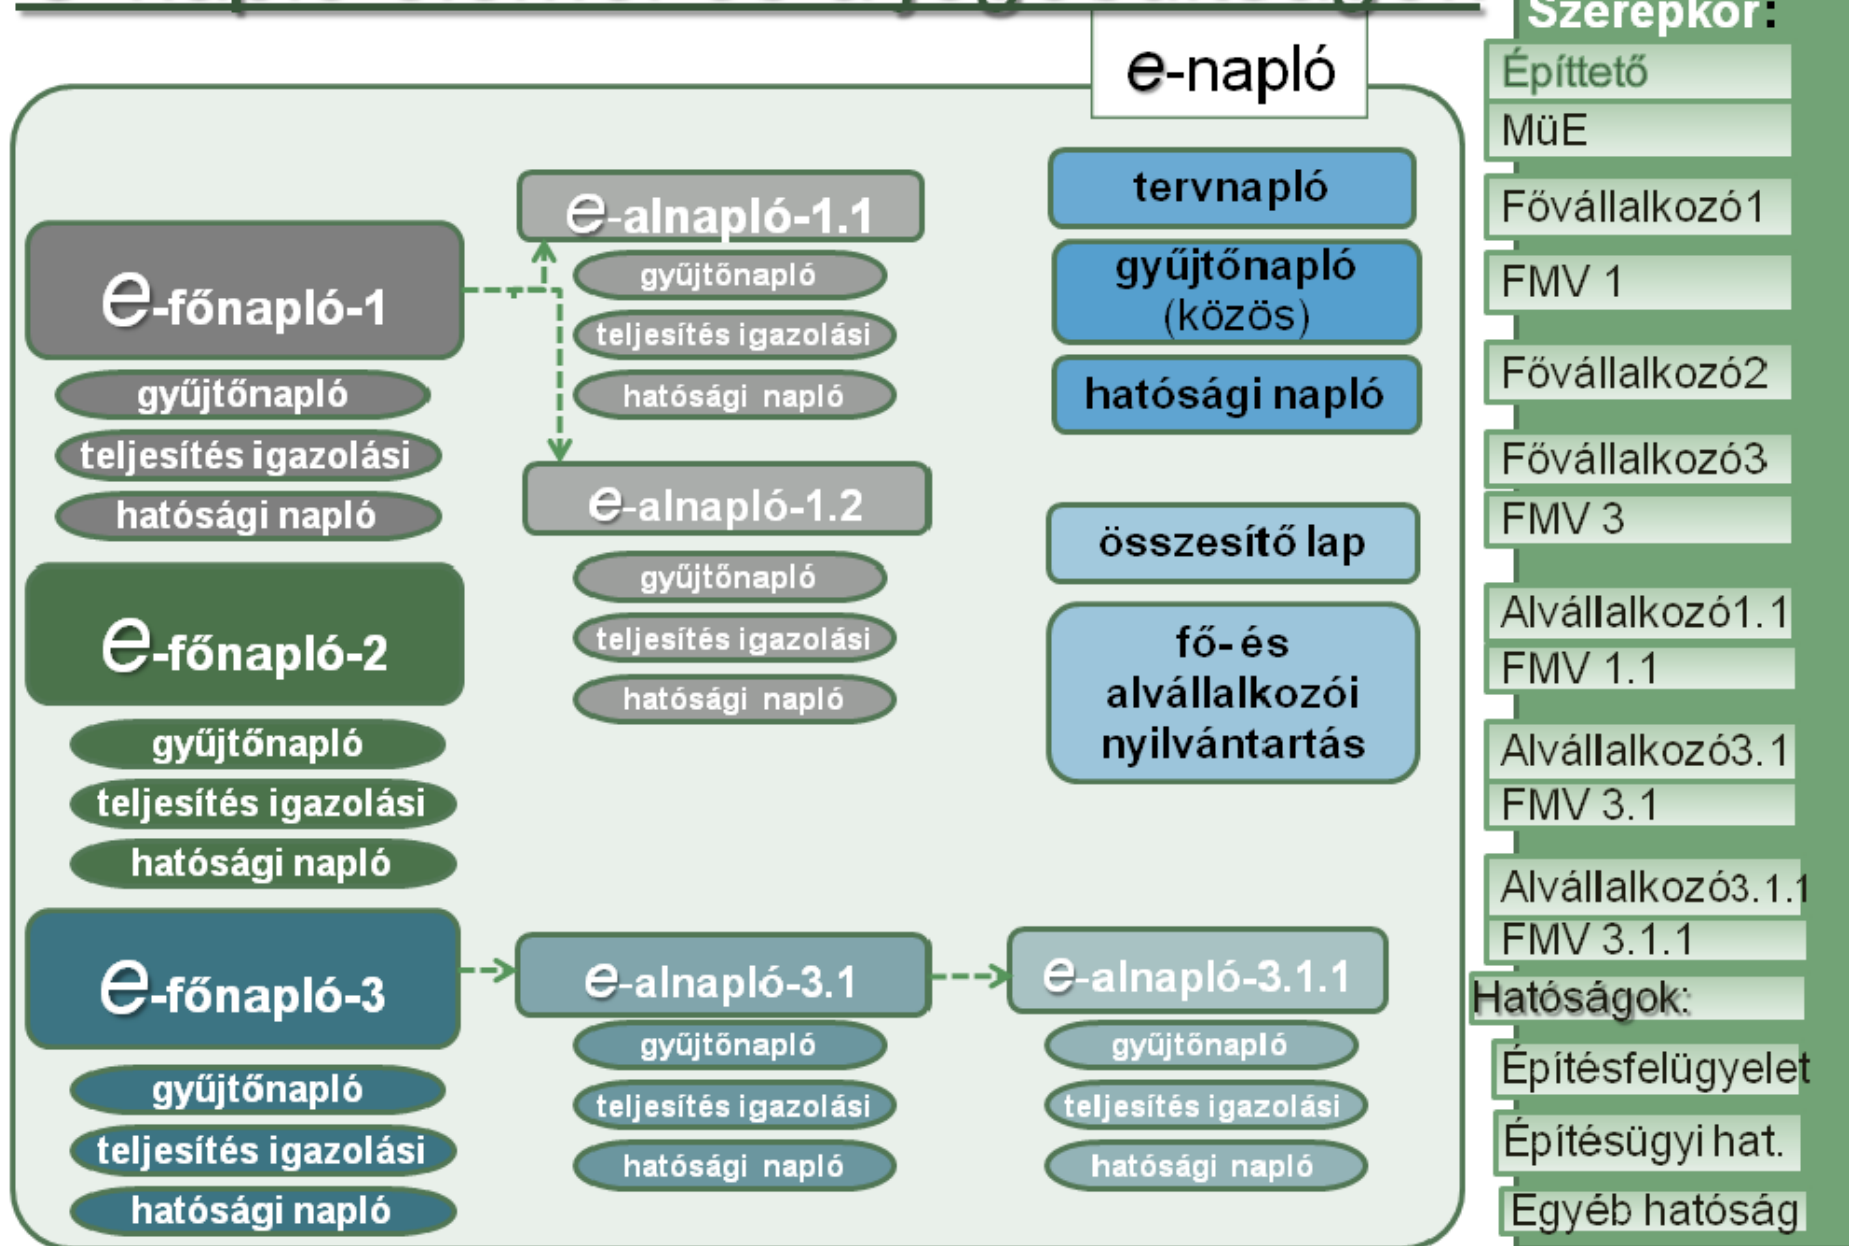 e-napló
e-főnapló-1
gyűjtőnapló
teljesítés igazolási
hatósági napló
e-főnapló-2
gyűjtőnapló
teljesítés igazolási
hatósági napló
e-főnapló-3
gyűjtőnapló
teljesítés igazolási
hatósági napló
e-alnapló-1.1
gyűjtőnapló
teljesítés igazolási
hatósági napló
e-alnapló-1.2
gyűjtőnapló
teljesítés igazolási
hatósági napló
e-alnapló-3.1
gyűjtőnapló
teljesítés igazolási
hatósági napló
e-alnapló-3.1.1
gyűjtőnapló
teljesítés igazolási
hatósági napló
tervnapló
gyűjtőnapló
(közös)
hatósági napló
összesítő lap
fő- és
alvállalkozói
nyilvántartás
Szerepkör:
Építtető
MüE
Fővállalkozó1
FMV 1
Fővállalkozó2
Fővállalkozó3
FMV 3
Alvállalkozó1.1
FMV 1.1
Alvállalkozó3.1
FMV 3.1
Alvállalkozó3.1.1
FMV 3.1.1
Hatóságok:
Építésfelügyelet
Építésügyi hat.
Egyéb hatóság